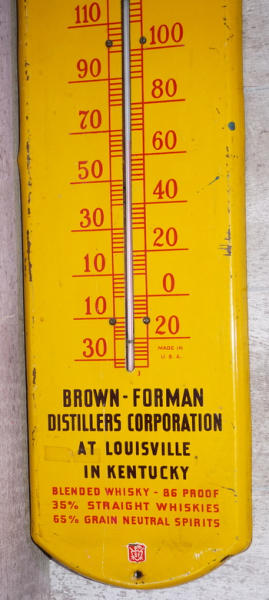 110
100
90
80
70
60
50
40
30
20
10
0
10
20
30
MADE IN
U.S.A.
3
BROWN-FORMAN
DISTILLERS CORPORATION
AT LOUISVILLE
IN KENTUCKY
BLENDED WHISKY - 86 PROOF
35% STRAIGHT WHISKIES
65% GRAIN NEUTRAL SPIRITS